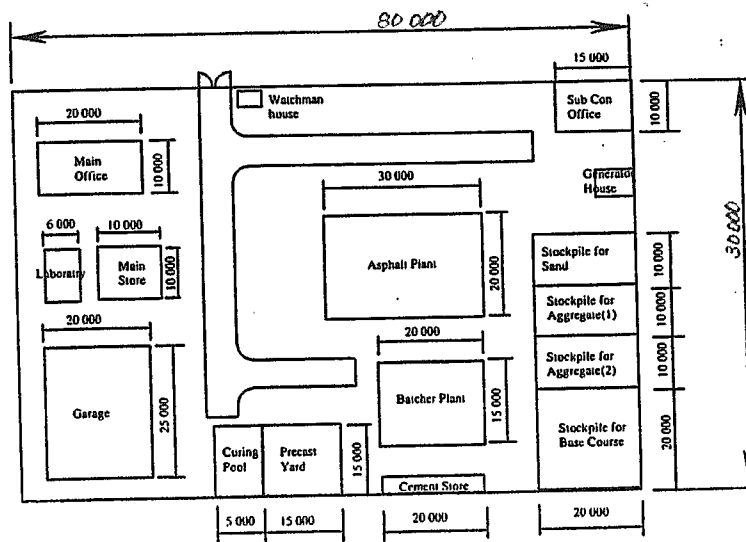 80 000
15 000
Watchman
house
Sub Con
Office
10 000
20 000
Main
Office
10 000
30 000
Generator
House
30 000
6 000
10 000
Laboratry
Main
Store
10 000
Asphalt Plant
20 000
Stockpile for
Sand
10 000
Stockpile for
Aggregate(1)
10 000
20 000
20 000
Stockpile for
Aggregate(2)
10 000
Garage
25 000
Batcher Plant
15 000
Stockpile for
Base Course
20 000
Curing
Pool
Precast
Yard
15 000
Cement Store
5 000
15 000
20 000
20 000